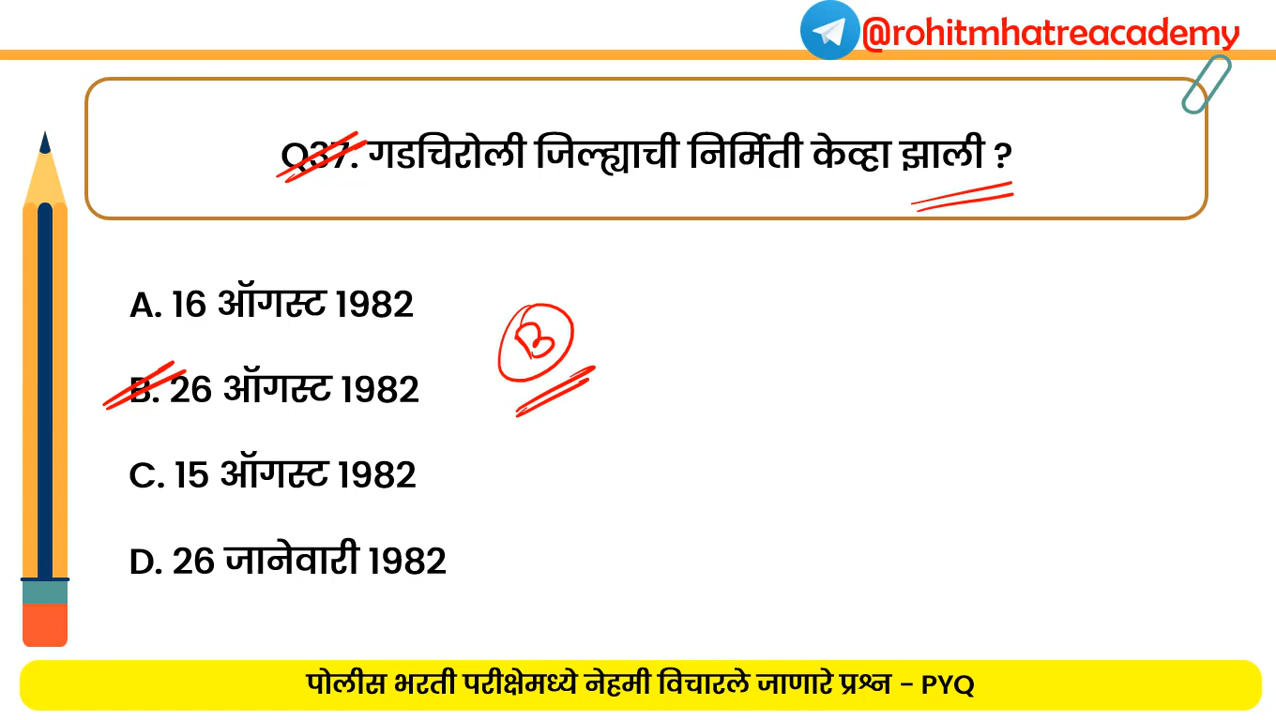 @rohitmhatreacademy
Q37. गडचिरोली जिल्ह्याची निर्मिती केव्हा झाली ?
A. 16 ऑगस्ट 1982
B. 26 ऑगस्ट 1982
B
C. 15 ऑगस्ट 1982
D. 26 जानेवारी 1982
पोलीस भरती परीक्षेमध्ये नेहमी विचारले जाणारे प्रश्न - PYQ